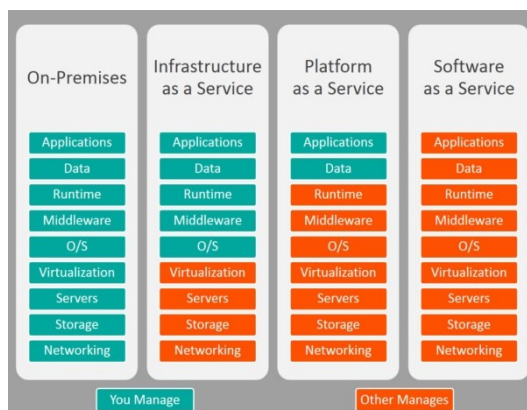 On-Premises
Applications
Data
Runtime
Middleware
O/S
Virtualization
Servers
Storage
Networking
Infrastructure
as a Service
Applications
Data
Runtime
Middleware
O/S
Virtualization
Servers
Storage
Networking
Platform
as a Service
Applications
Data
Runtime
Middleware
O/S
Virtualization
Servers
Storage
Networking
Software
as a Service
Applications
Data
Runtime
Middleware
O/S
Virtualization
Servers
Storage
Networking
You Manage
Other Manages